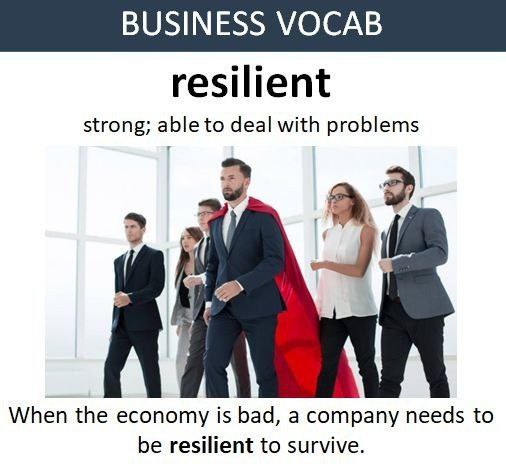 BUSINESS VOCAB
resilient
strong; able to deal with problems
When the economy is bad, a company needs to
be resilient to survive.